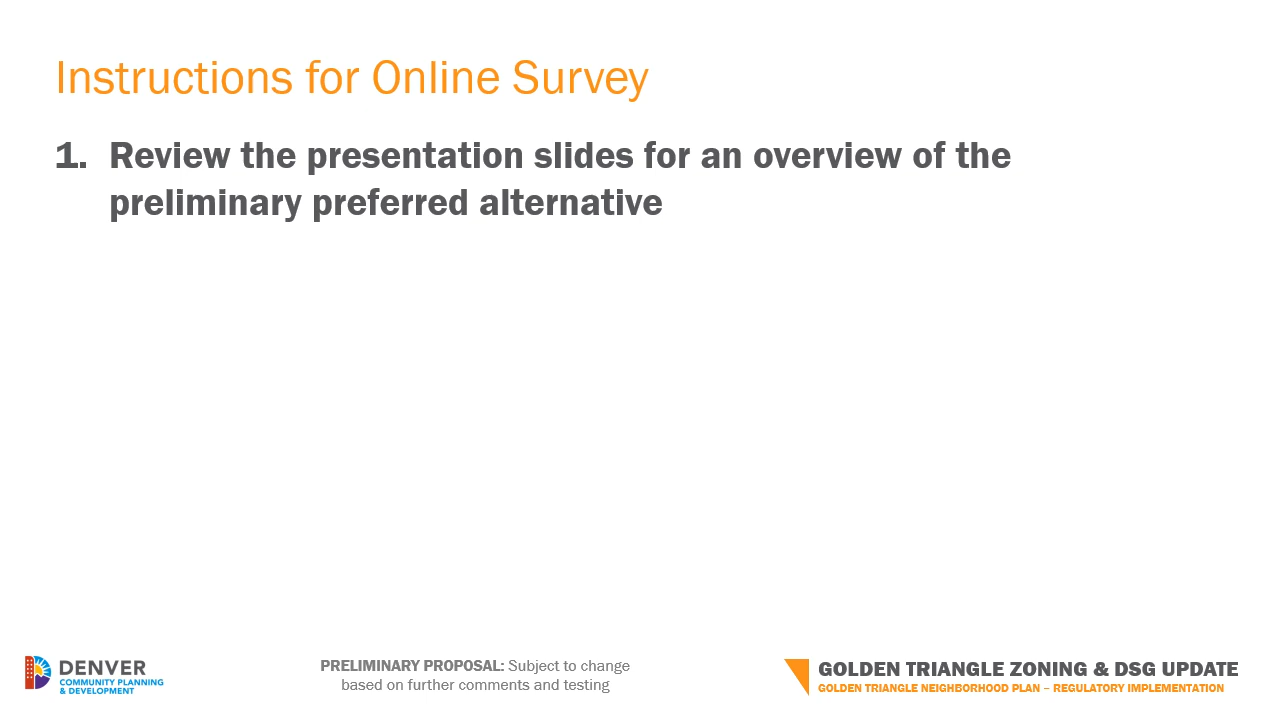 Instructions for Online Survey
1. Review the presentation slides for an overview of the
preliminary preferred alternative
DENVER
COMMUNITY PLANNING
& DEVELOPMENT
PRELIMINARY PROPOSAL: Subject to change
based on further comments and testing
GOLDEN TRIANGLE ZONING & DSG UPDATE
GOLDEN TRIANGLE NEIGHBORHOOD PLAN – REGULATORY IMPLEMENTATION